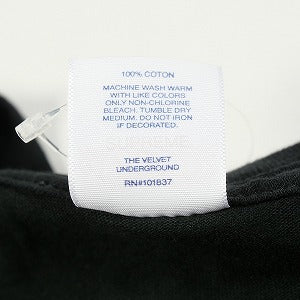 100% COTTON
MACHINE WASH WARM
WITH LIKE COLORS
ONLY NON-CHLORINE
BLEACH. TUMBLE DRY
MEDIUM. DO NOT IRON
IF DECORATED.
THE VELVET
UNDERGROUND
RN#101837